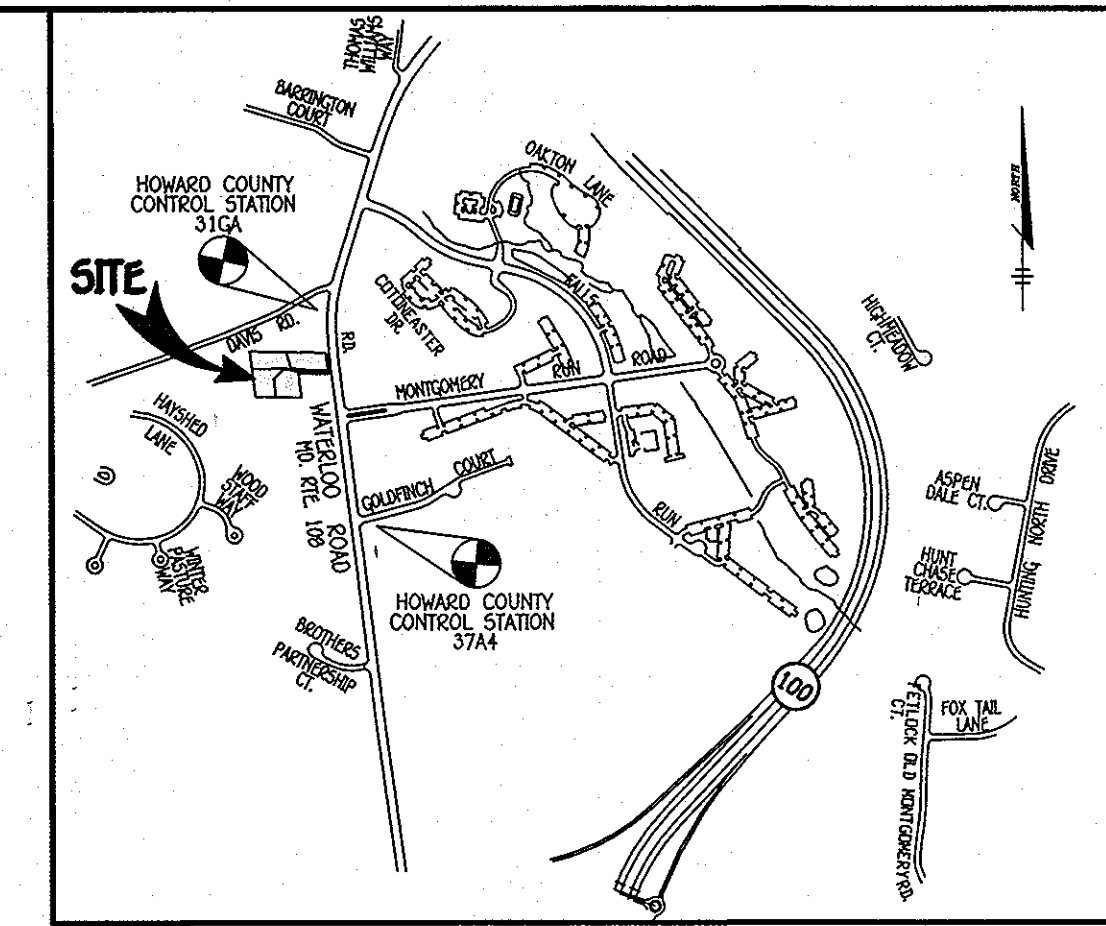 THOMAS
WILLIAMS
WAY
BARRINGTON
COURT
OAKTON LANE
HOWARD COUNTY
CONTROL STATION
31GA
NORTH
SITE
DAVIS RD.
RD.
COTONEASTER
DR.
FALLS
HIGHMEADOW
CT.
MONTGOMERY RUN ROAD
HAYSHED
LANE
WATERLOO ROAD
MD. RTE 108
WOOD
STAFF
WAY
GOLDFINCH COURT
RUN
ASPEN
DALE CT.
HUNTING NORTH DRIVE
WINTER
PASTURE
WAY
HUNT
CHASE
TERRACE
HOWARD COUNTY
CONTROL STATION
37A4
BROTHERS
PARTNERSHIP
CT.
100
FOX TAIL
LANE
OLD MONTGOMERY RD.
CT.